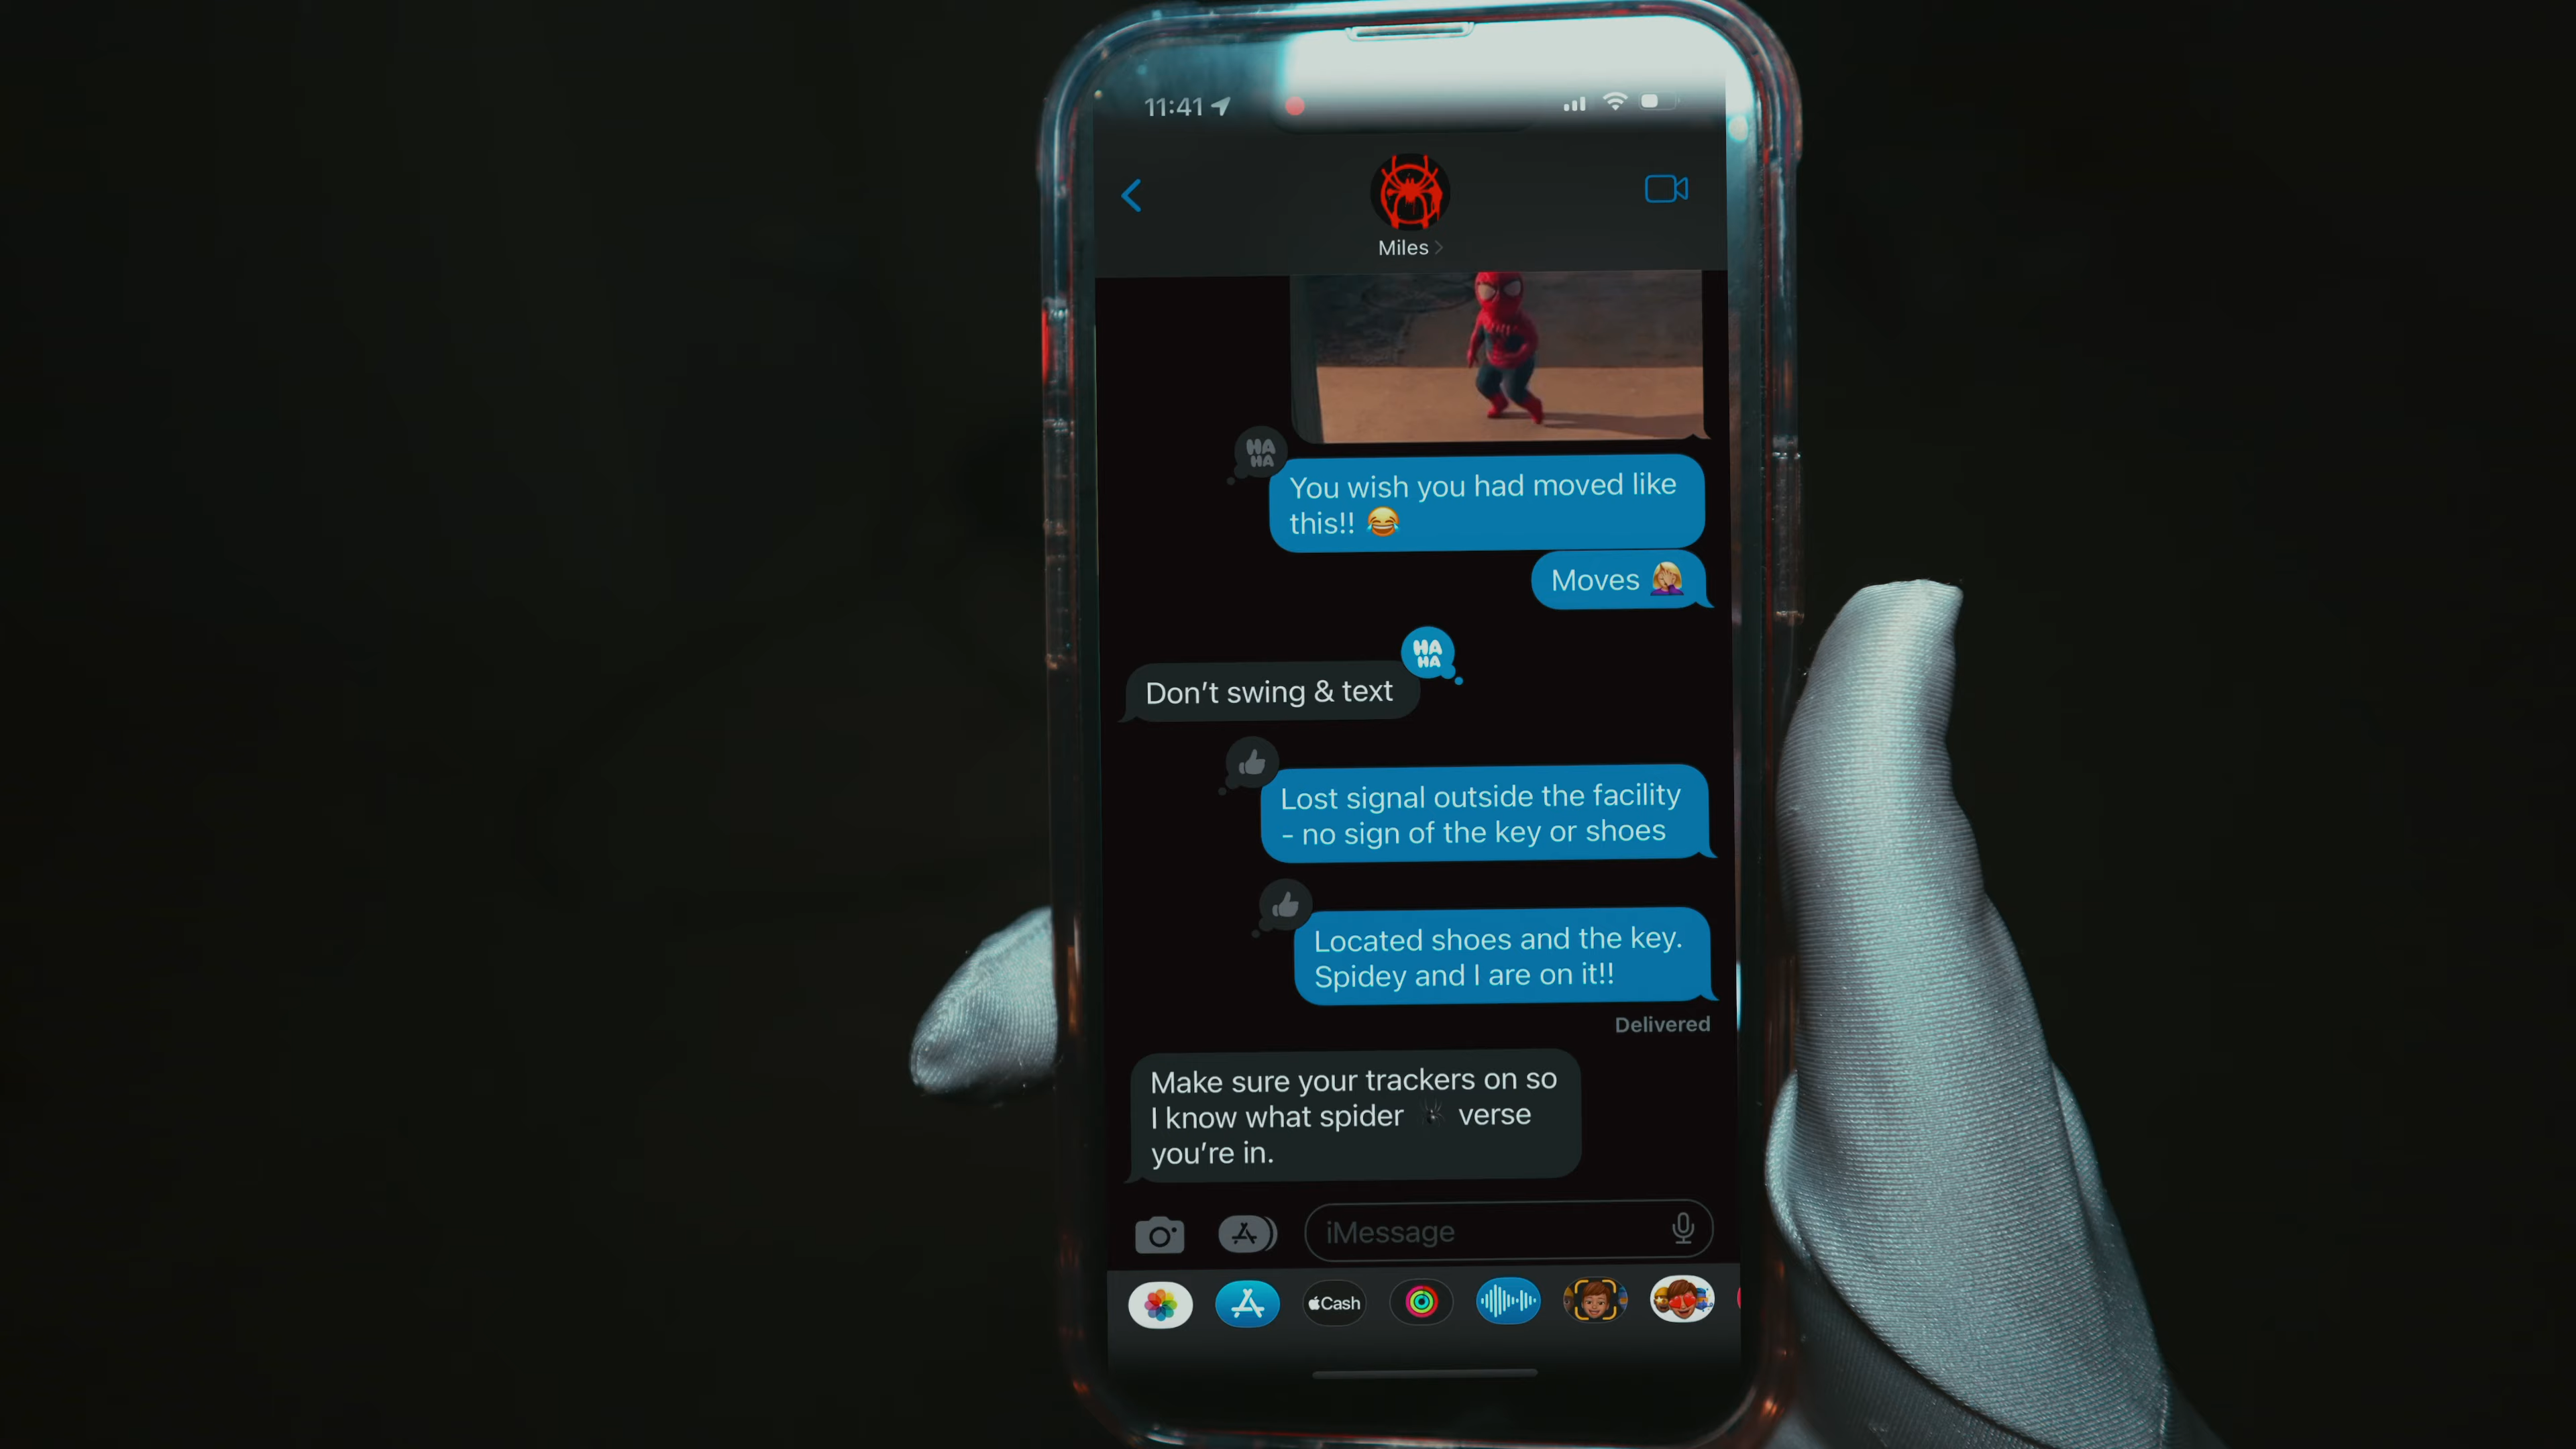 11:41
Miles
HA
HA
You wish you had moved like
this!! 😂
Moves 🤦🏼‍♀️
HA
HA
Don't swing & text
Lost signal outside the facility
- no sign of the key or shoes
Located shoes and the key.
Spidey and I are on it!!
Delivered
Make sure your trackers on so
I know what spider 🕷 verse
you're in.
iMessage
Cash